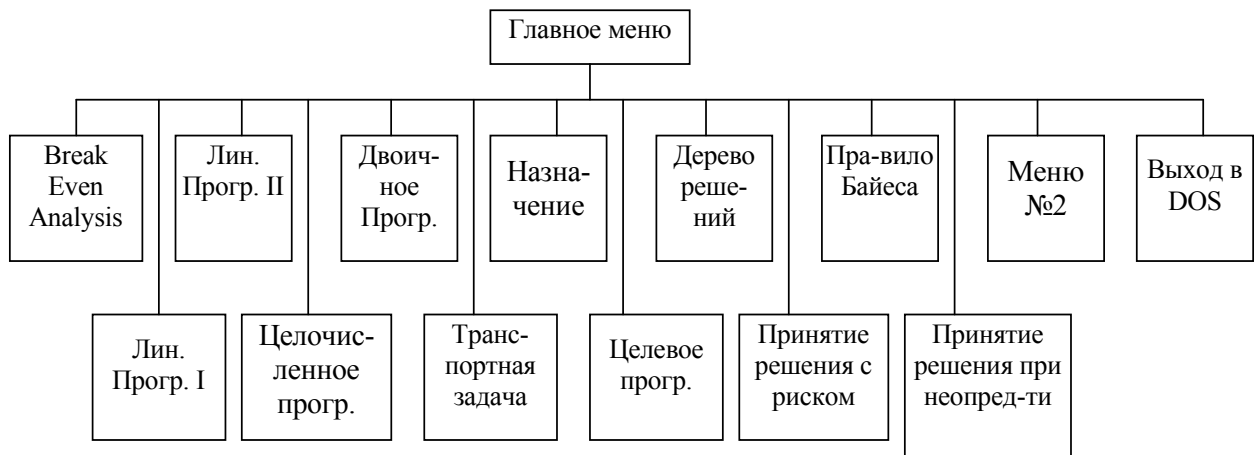 Главное меню
Break
Even
Analysis
Лин.
Прогр. II
Двоич-
ное
Прогр.
Назна-
чение
Дерево
реше-
ний
Пра-вило
Байеса
Меню
№2
Выход в
DOS
Лин.
Прогр. I
Целочис-
ленное
прогр.
Транс-
портная
задача
Целевое
прогр.
Принятие
решения с
риском
Принятие
решения при
неопред-ти